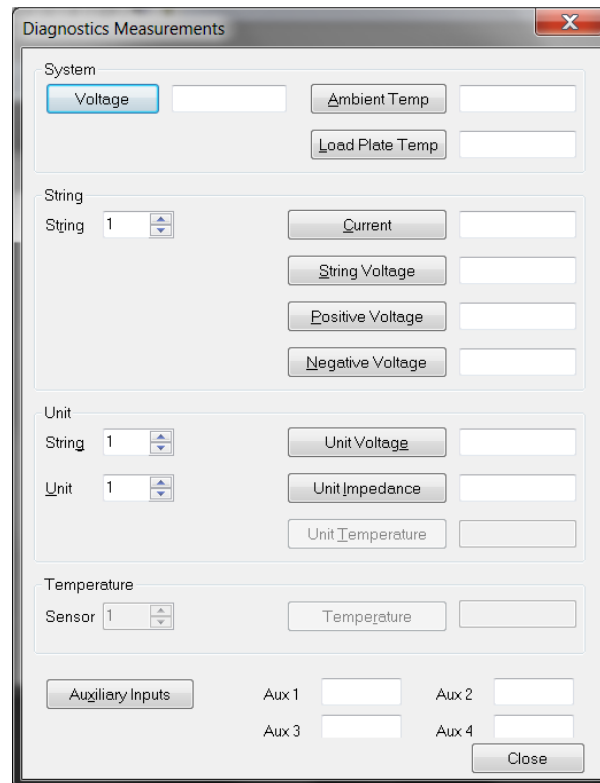 Diagnostics Measurements
System
Voltage Ambient Temp
Load Plate Temp
String
String 1 Current
String Voltage
Positive Voltage
Negative Voltage
Unit
String 1 Unit Voltage
Unit 1 Unit Impedance
Unit Temperature
Temperature
Sensor 1 Temperature
Auxiliary Inputs Aux 1 Aux 2
Aux 3 Aux 4
Close